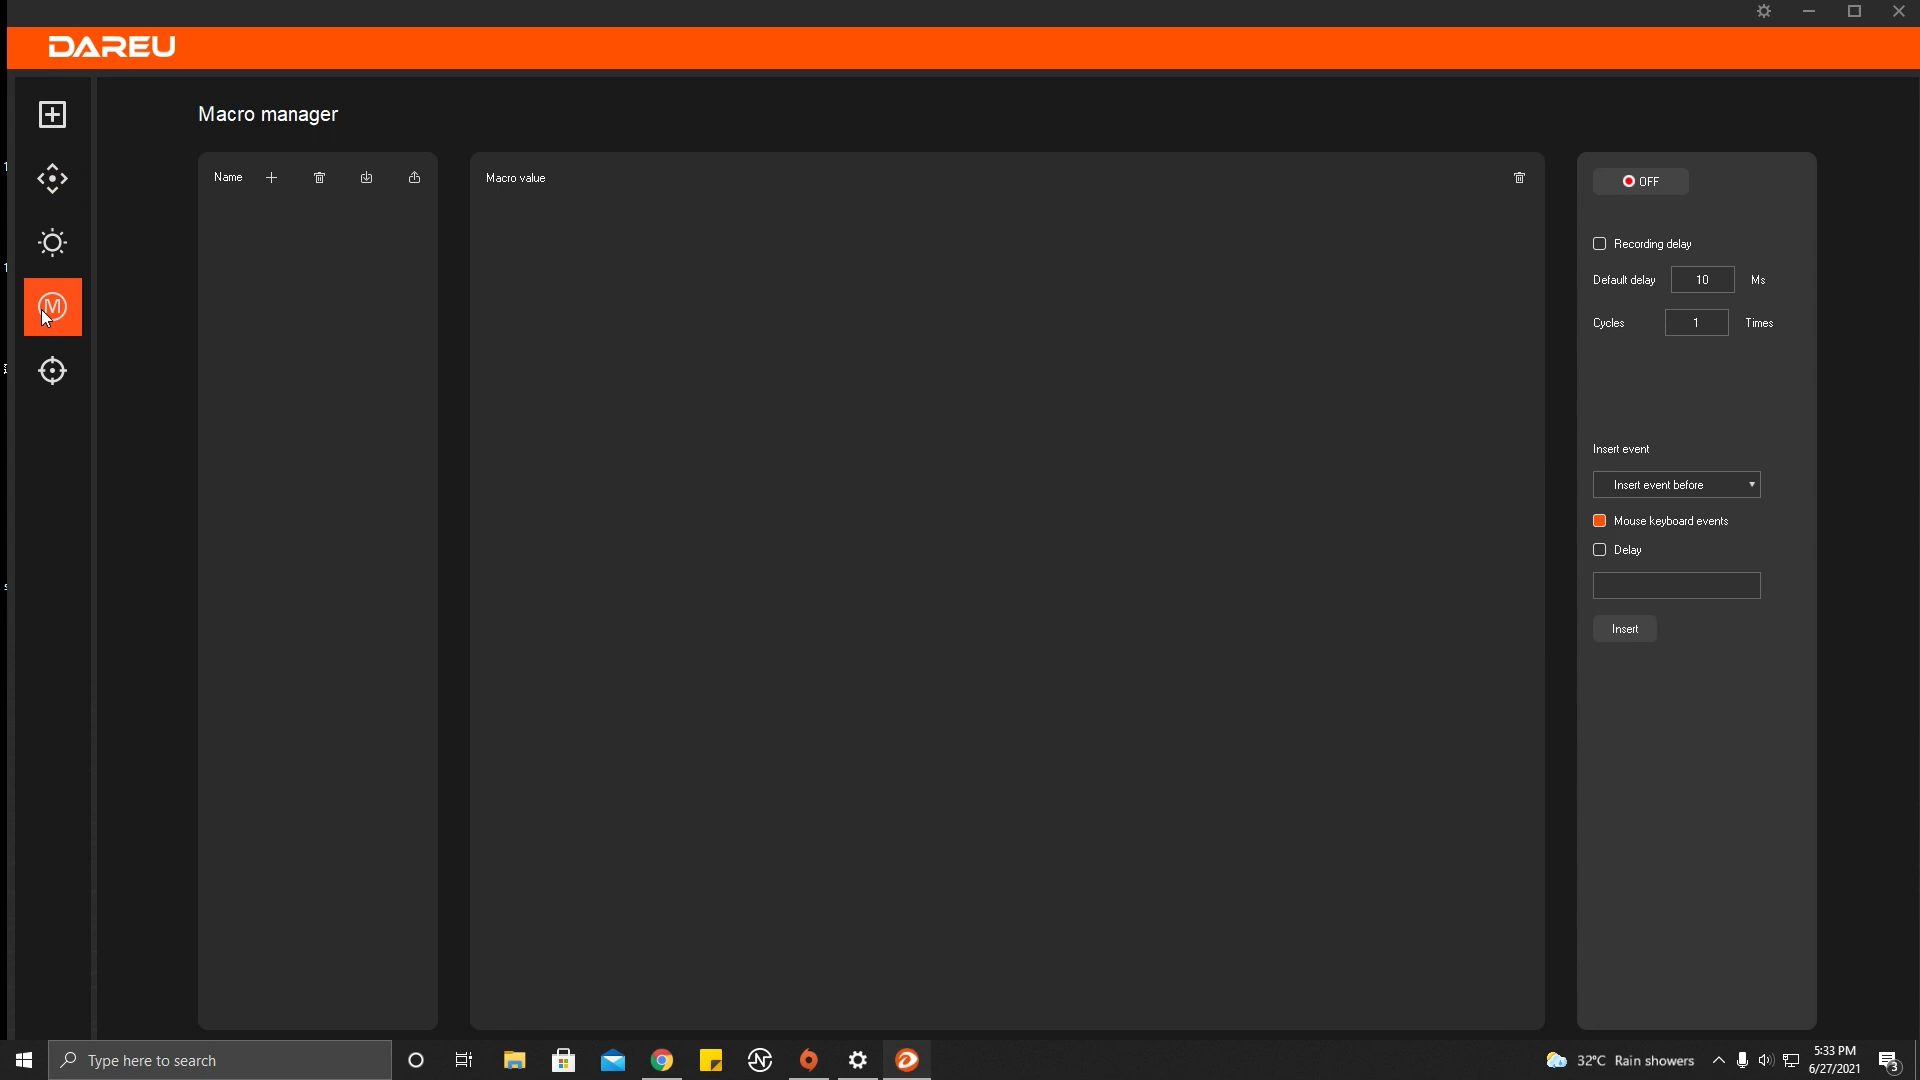 DAREU
Macro manager
Name
Macro value
OFF
Recording delay
Default delay 10 Ms
Cycles 1 Times
Insert event
Insert event before
Mouse keyboard events
Delay
Insert
Type here to search
32°C Rain showers
5:33 PM
6/27/2021
3